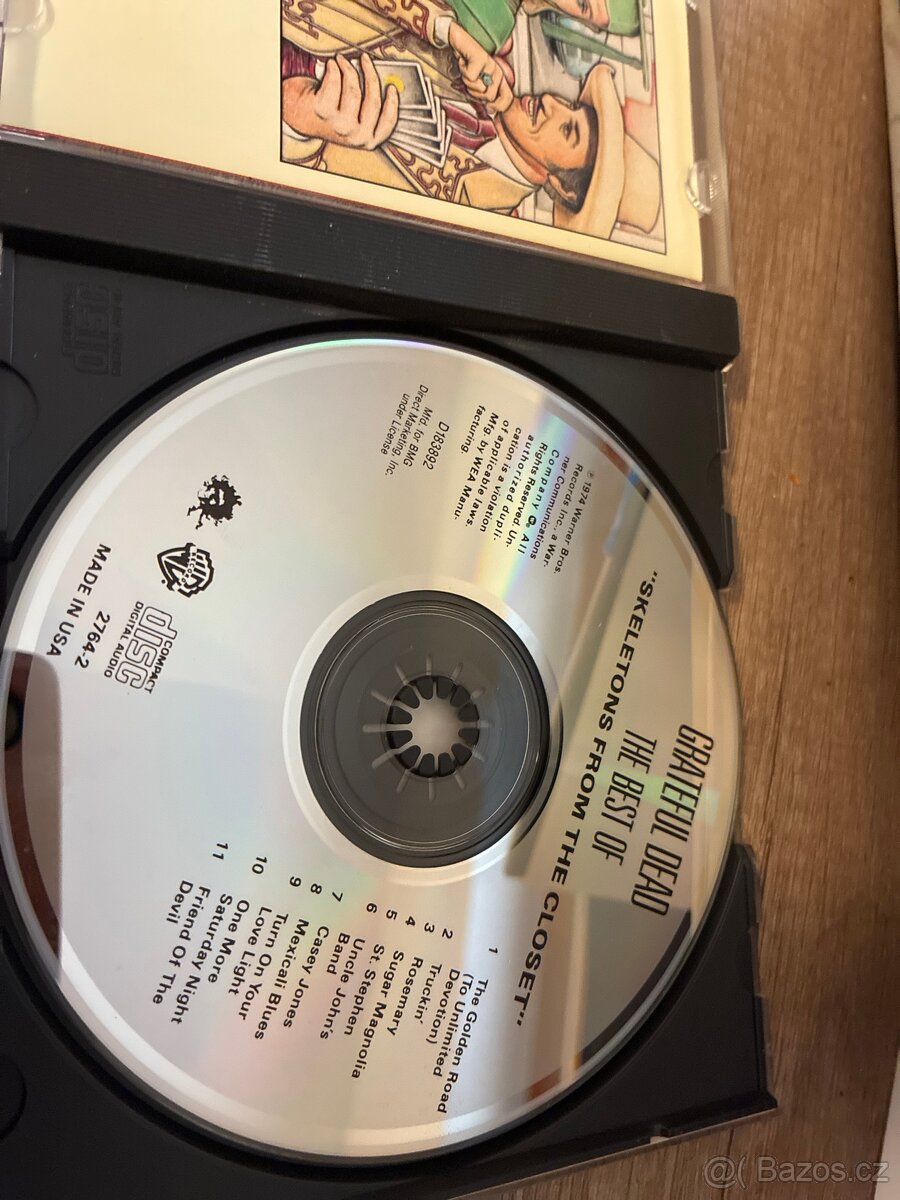 GRATEFUL DEAD
THE BEST OF
"SKELETONS FROM THE CLOSET"
℗ 1974 Warner Bros.
Records Inc., a War-
ner Communications
Company. All
Rights Reserved. Un-
authorized dupli-
cation is a violation
of applicable laws.
Mfg. by WEA Manu-
facturing
D183892
Mfd. for BMG
Direct Marketing, Inc.
under License
1 The Golden Road
(To Unlimited
Devotion)
2 Truckin'
3 Rosemary
4 Sugar Magnolia
5 St. Stephen
6 Uncle John's
Band
7 Casey Jones
8 Mexicali Blues
9 Turn On Your
Love Light
10 One More
Saturday Night
11 Friend Of The
Devil
COMPACT
disc
DIGITAL AUDIO
2764-2
MADE IN USA
@( Bazos.cz